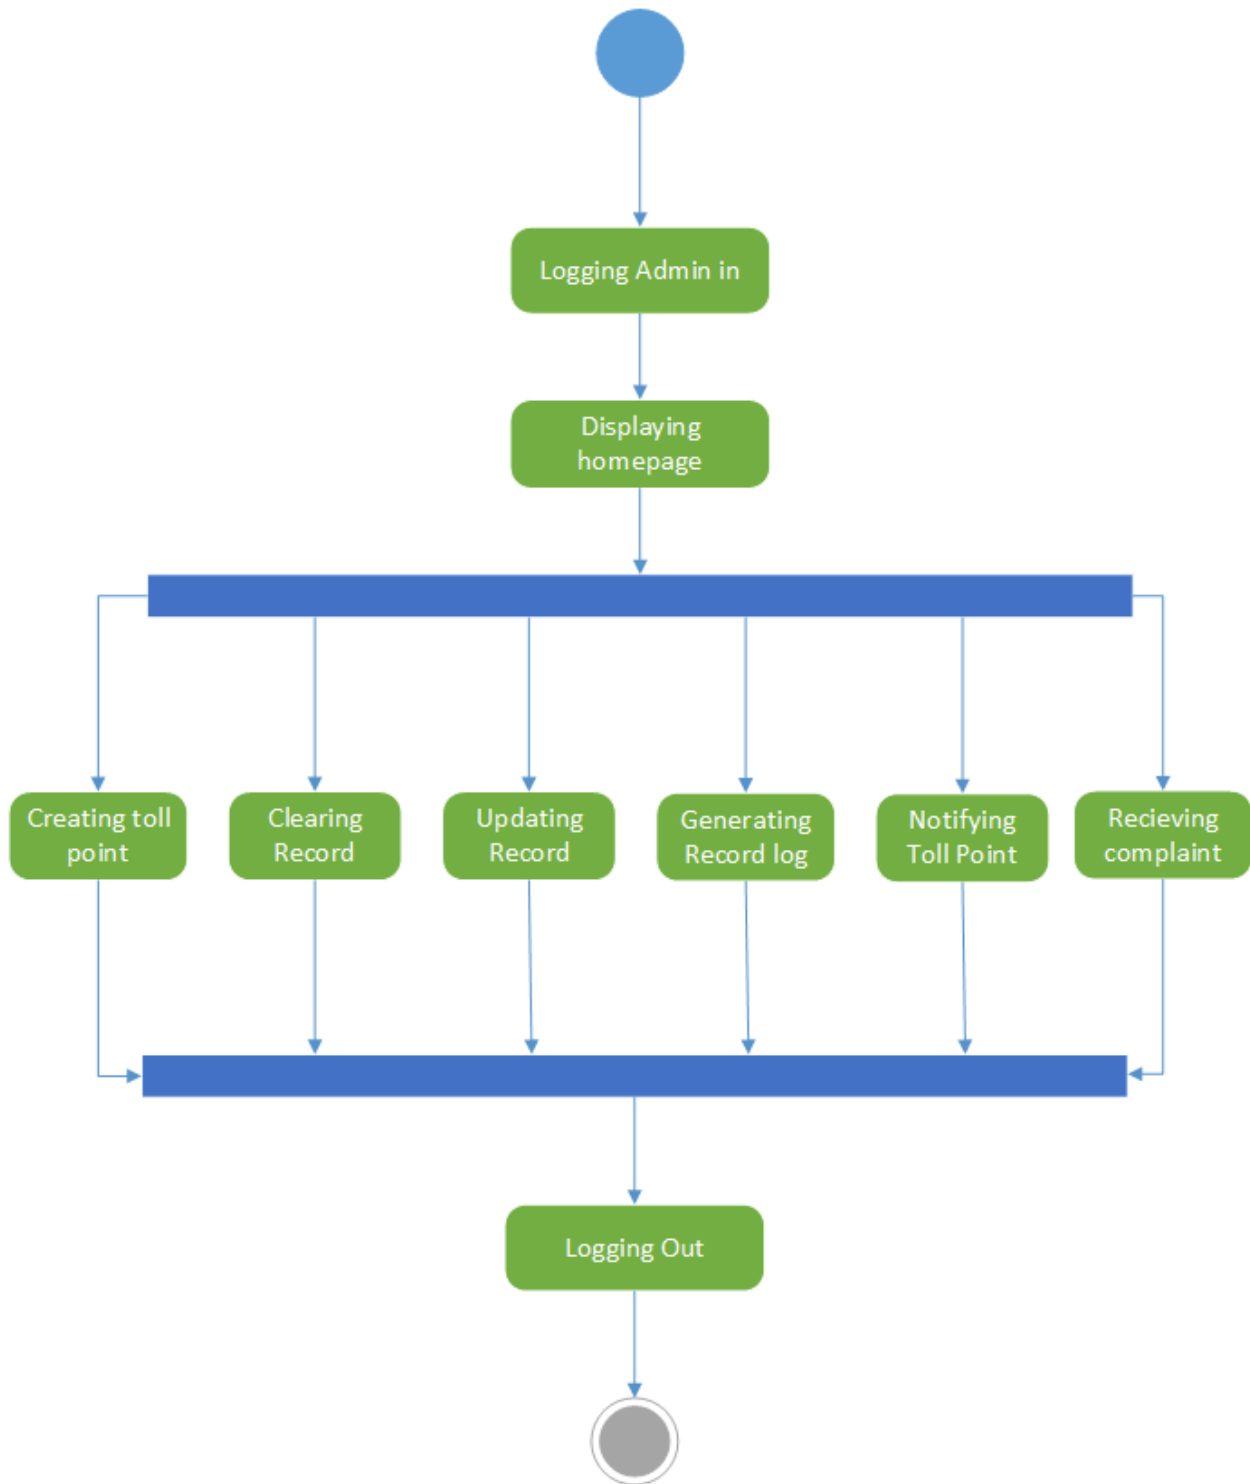 Logging Admin in
Displaying
homepage
Creating toll
point
Clearing
Record
Updating
Record
Generating
Record log
Notifying
Toll Point
Recieving
complaint
Logging Out